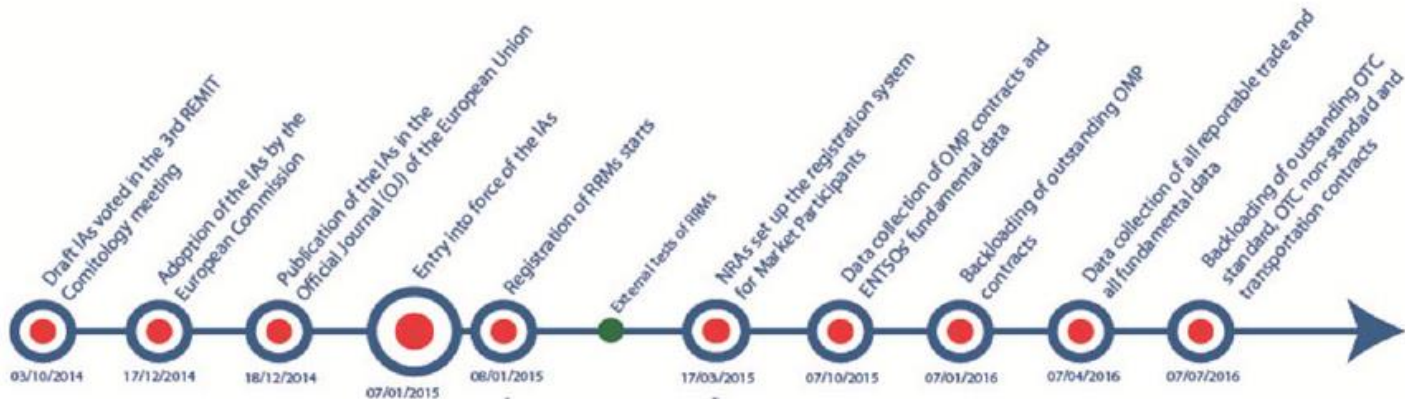 Draft IAs voted in the 3rd REMIT
Comitology meeting
Adoption of the IAs by the
European Commission
Publication of the IAs in the
Official Journal (OJ) of the European Union
Entry into force of the IAs
Registration of RRMs starts
External tests of RRMs
NRAs set up the registration system
for Market Participants
Data collection of OMP contracts and
ENTSOs' fundamental data
Backloading of outstanding OMP
contracts
Data collection of all reportable trade and
all fundamental data
Backloading of outstanding OTC
standard, OTC non-standard and
transportation contracts
03/10/2014
17/12/2014
18/12/2014
07/01/2015
08/01/2015
17/03/2015
07/10/2015
07/01/2016
07/04/2016
07/07/2016